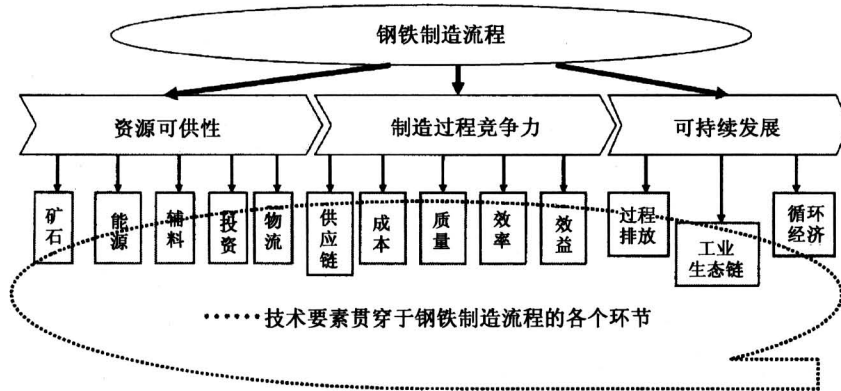 钢铁制造流程
资源可供性
制造过程竞争力
可持续发展
矿石
能源
辅料
投资
物流
供应链
成本
质量
效率
效益
过程
排放
工业
生态链
循环
经济
技术要素贯穿于钢铁制造流程的各个环节